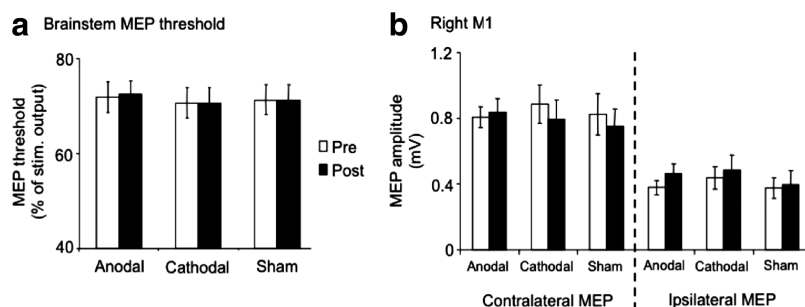 a Brainstem MEP threshold
MEP threshold
(% of stim. output)
80
60
40
Anodal Cathodal Sham
Pre
Post
b Right M1
MEP amplitude
(mV)
1.2
0.8
0.4
0
Anodal Cathodal Sham Anodal Cathodal Sham
Contralateral MEP Ipsilateral MEP